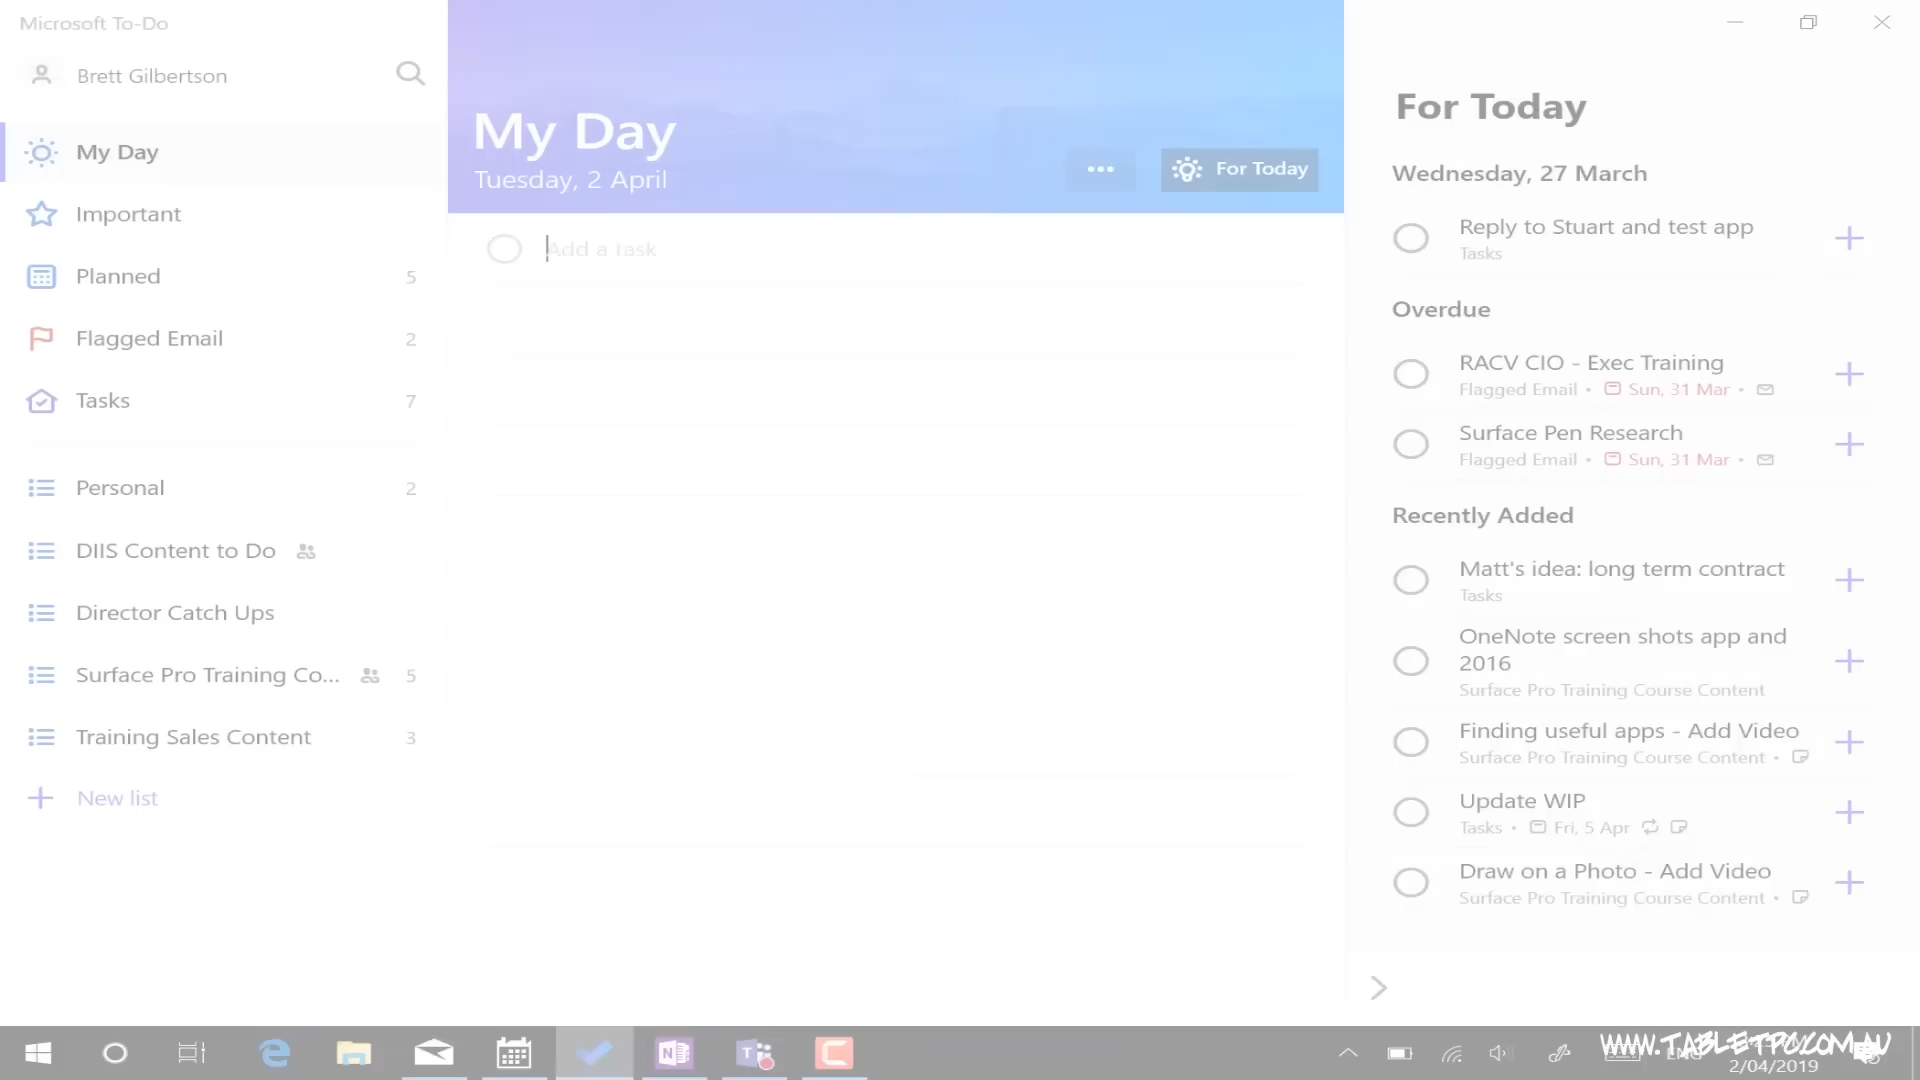 Microsoft To-Do
Brett Gilbertson
My Day
Important
Planned 5
Flagged Email 2
Tasks 7
Personal 2
DIIS Content to Do
Director Catch Ups
Surface Pro Training Co... 5
Training Sales Content 3
New list
My Day
Tuesday, 2 April
For Today
Add a task
For Today
Wednesday, 27 March
Reply to Stuart and test app
Tasks
Overdue
RACV CIO - Exec Training
Flagged Email • Sun, 31 Mar •
Surface Pen Research
Flagged Email • Sun, 31 Mar •
Recently Added
Matt's idea: long term contract
Tasks
OneNote screen shots app and
2016
Surface Pro Training Course Content
Finding useful apps - Add Video
Surface Pro Training Course Content •
Update WIP
Tasks • Fri, 5 Apr
Draw on a Photo - Add Video
Surface Pro Training Course Content •
WWW.TABLETPC.COM.AU
2/04/2019